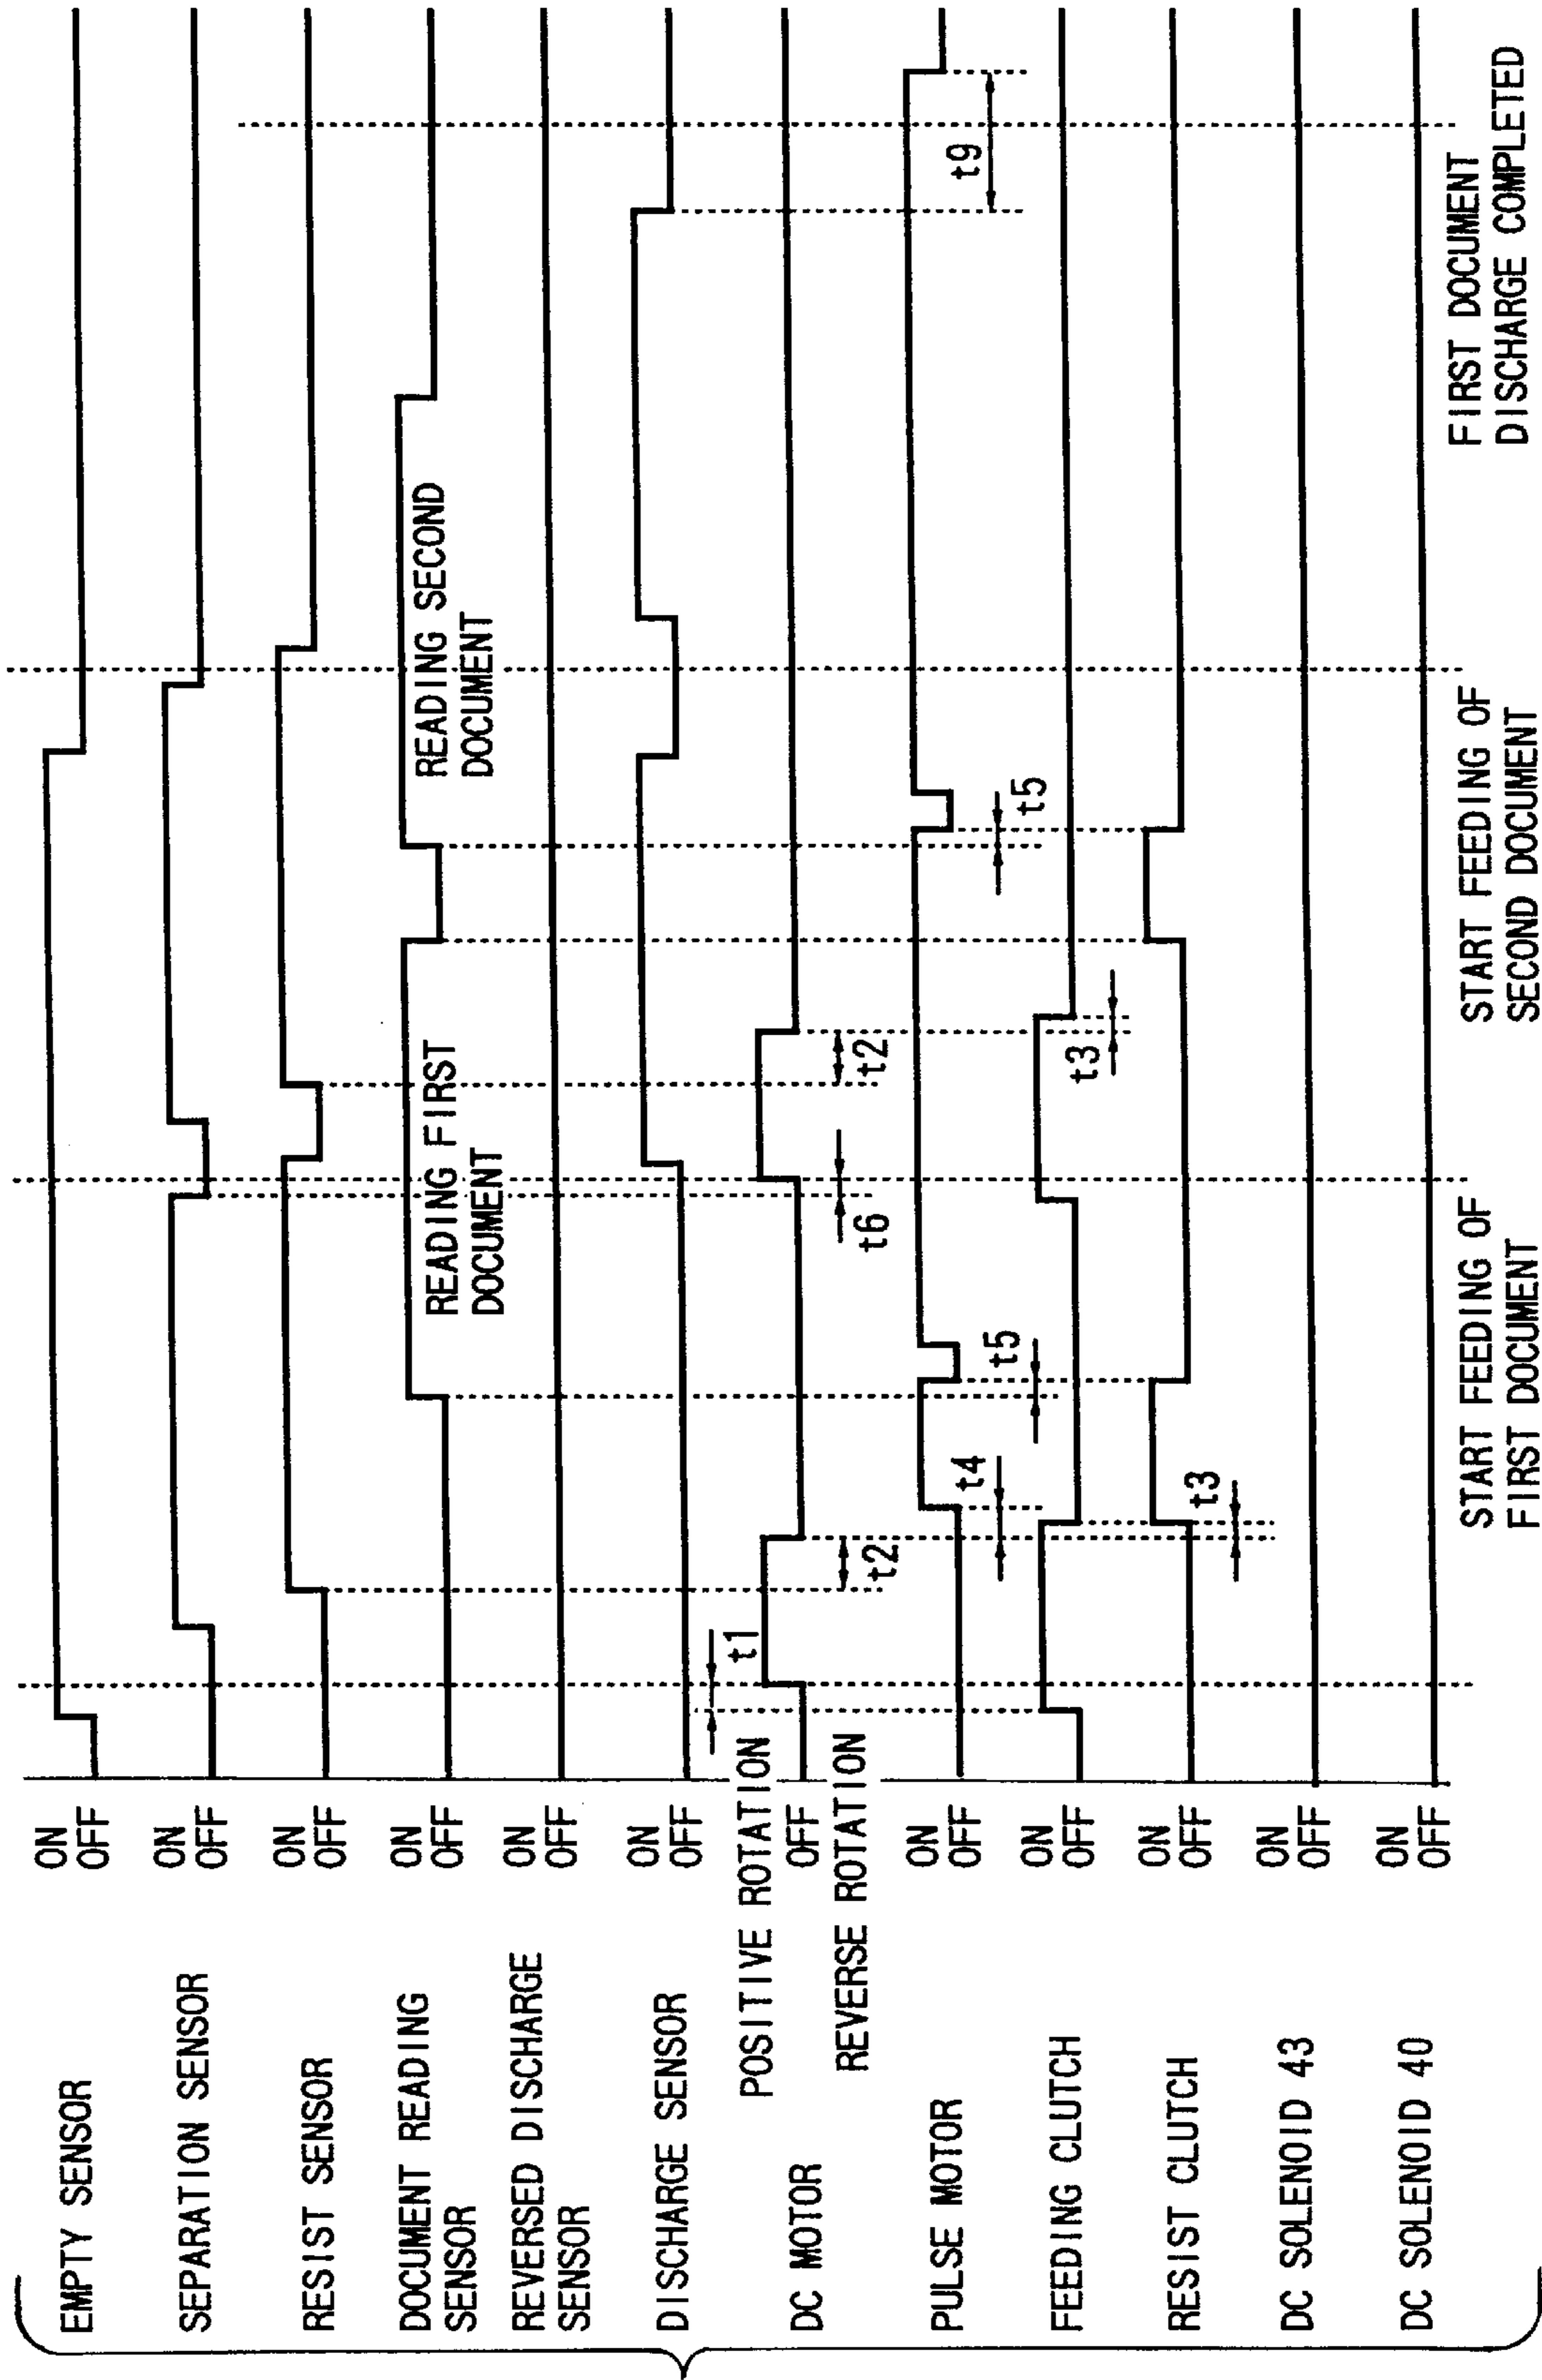 EMPTY SENSOR
ON
OFF
SEPARATION SENSOR
ON
OFF
RESIST SENSOR
ON
OFF
DOCUMENT READING
SENSOR
ON
OFF
READING FIRST
DOCUMENT
READING SECOND
DOCUMENT
REVERSED DISCHARGE
SENSOR
ON
OFF
DISCHARGE SENSOR
ON
OFF
t1
DC MOTOR
POSITIVE ROTATION
OFF
REVERSE ROTATION
t2
t6
t2
PULSE MOTOR
ON
OFF
t4
t5
t5
t9
FEEDING CLUTCH
ON
OFF
t3
RESIST CLUTCH
ON
OFF
t3
DC SOLENOID 43
ON
OFF
DC SOLENOID 40
ON
OFF
START FEEDING OF
FIRST DOCUMENT
START FEEDING OF
SECOND DOCUMENT
FIRST DOCUMENT
DISCHARGE COMPLETED